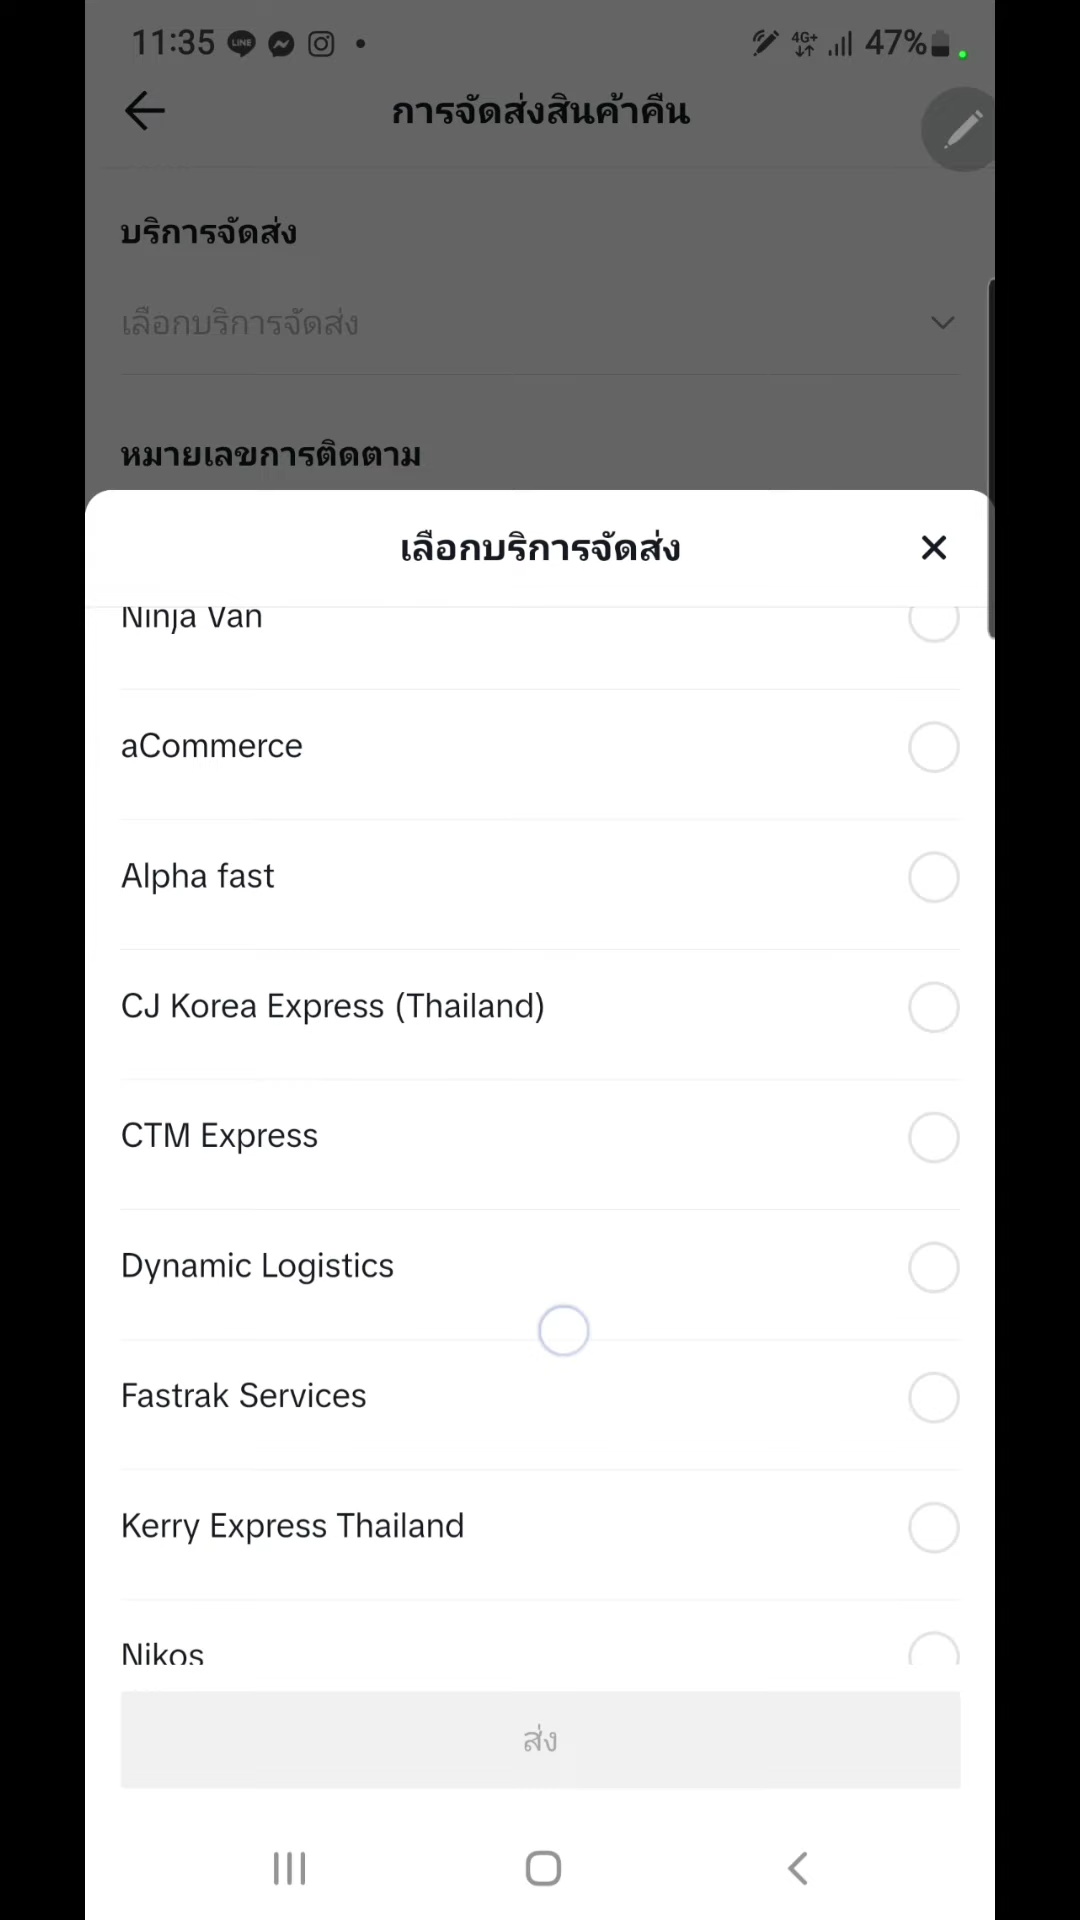 11:35 LINE 4G+ 47%
การจัดส่งสินค้าคืน
บริการจัดส่ง
เลือกบริการจัดส่ง
หมายเลขการติดตาม
เลือกบริการจัดส่ง
Ninja Van
aCommerce
Alpha fast
CJ Korea Express (Thailand)
CTM Express
Dynamic Logistics
Fastrak Services
Kerry Express Thailand
Nikos
ส่ง